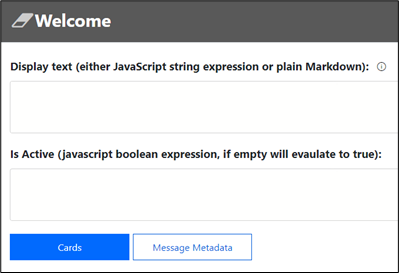 Welcome
Display text (either JavaScript string expression or plain Markdown):
Is Active (javascript boolean expression, if empty will evaulate to true):
Cards
Message Metadata